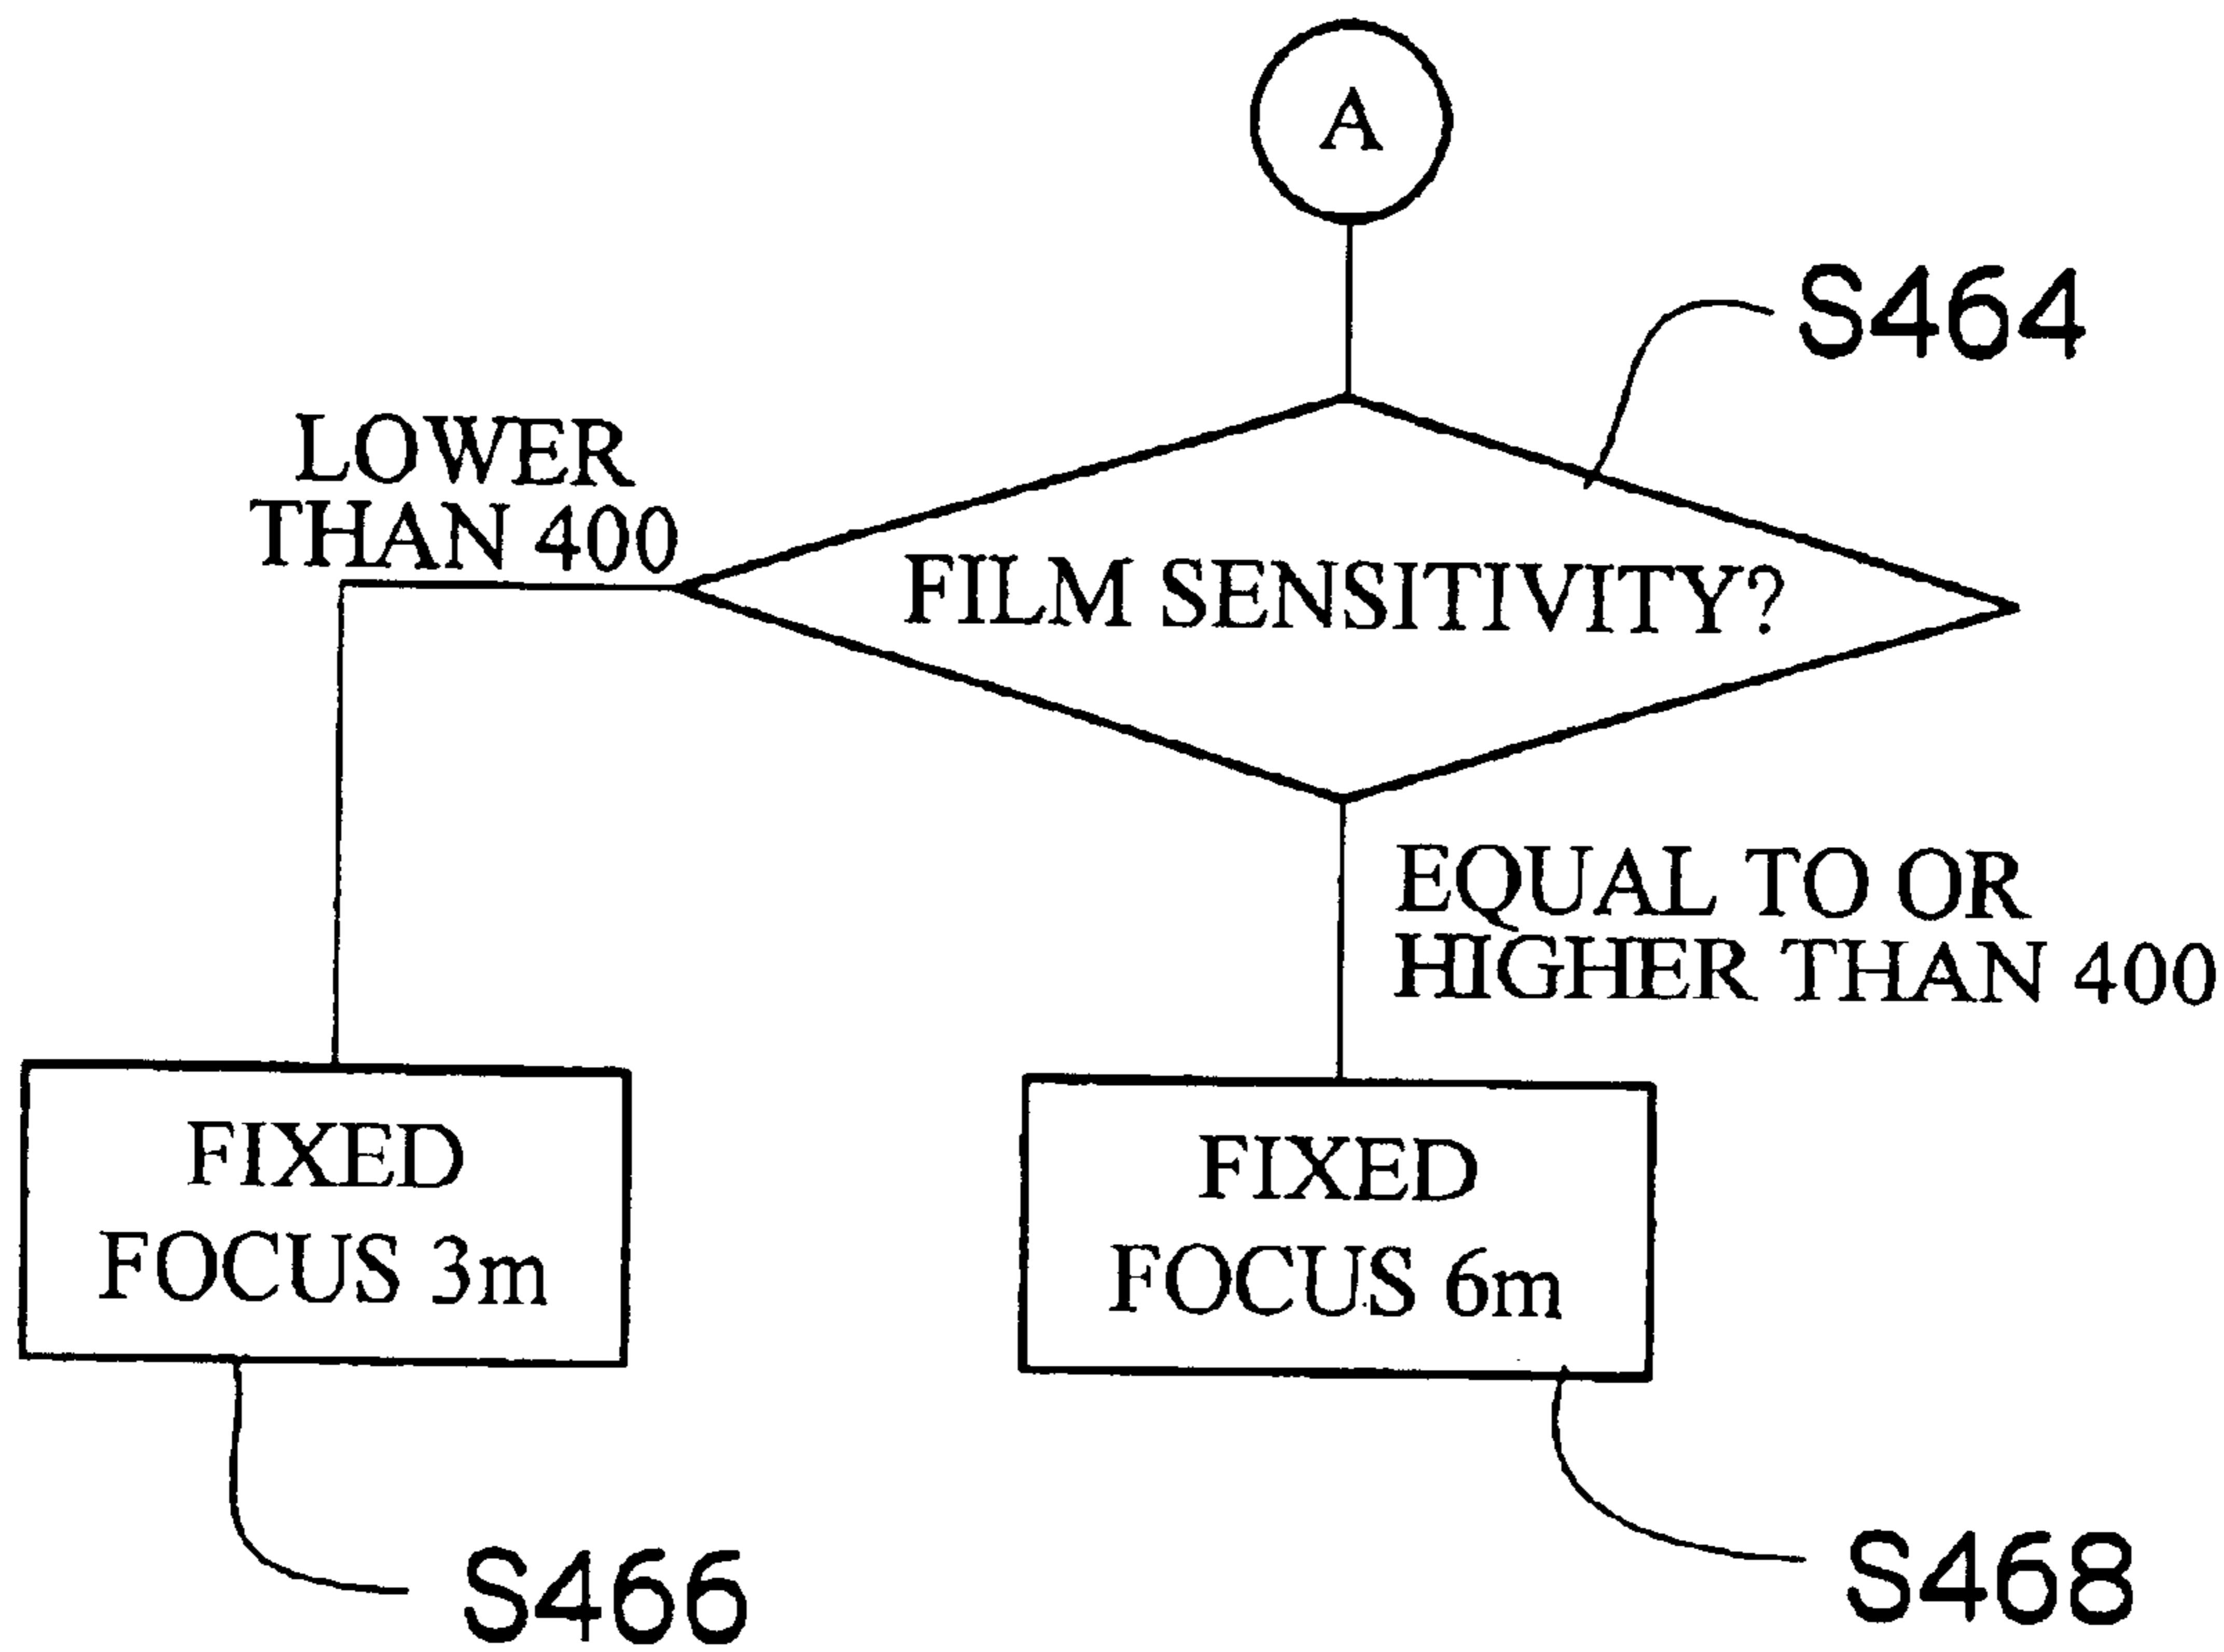 A
S464
LOWER
THAN 400
FILM SENSITIVITY?
EQUAL TO OR
HIGHER THAN 400
FIXED
FOCUS 3m
FIXED
FOCUS 6m
S466
S468